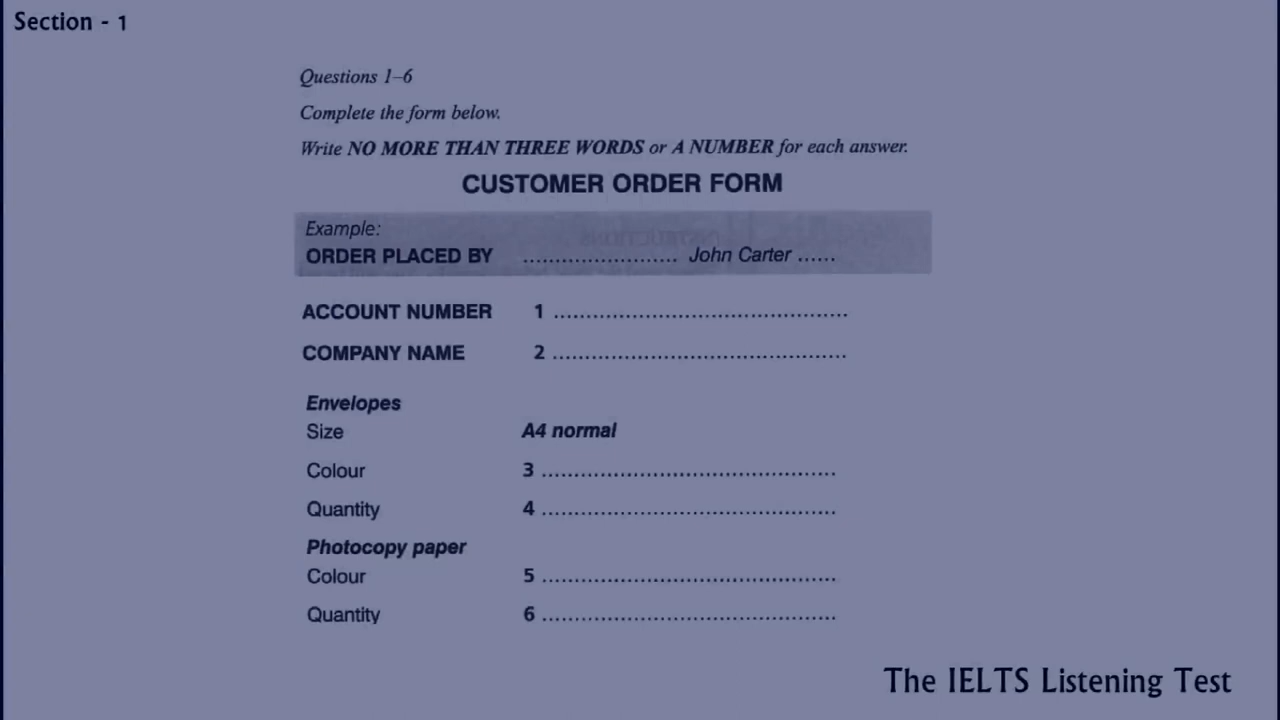 Section - 1
Questions 1–6
Complete the form below.
Write NO MORE THAN THREE WORDS or A NUMBER for each answer.
CUSTOMER ORDER FORM
Example:
ORDER PLACED BY ........................ John Carter ......
ACCOUNT NUMBER 1 .............................................
COMPANY NAME 2 .............................................
Envelopes
Size A4 normal
Colour 3 .............................................
Quantity 4 .............................................
Photocopy paper
Colour 5 .............................................
Quantity 6 .............................................
The IELTS Listening Test